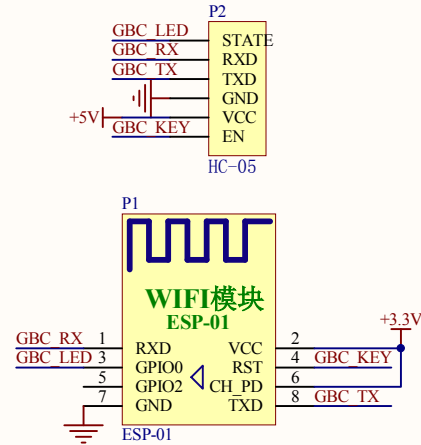 P2
GBC_LED STATE
GBC_RX RXD
GBC_TX TXD
GND
+5V VCC
GBC_KEY EN
HC-05
P1
WIFI模块
ESP-01
+3.3V
GBC_RX 1 RXD VCC 2
GBC_LED 3 GPIO0 RST 4 GBC_KEY
5 GPIO2 CH_PD 6
7 GND TXD 8 GBC_TX
ESP-01